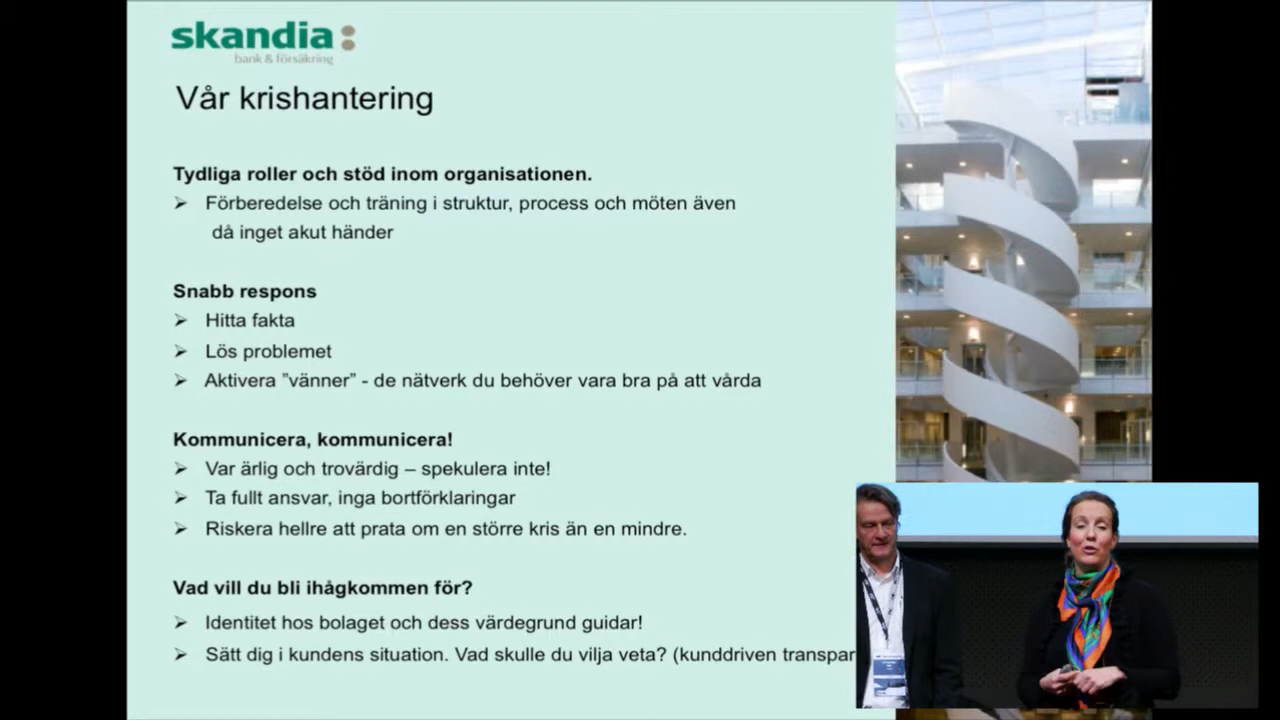 skandia:
bank & försäkring
Vår krishantering
Tydliga roller och stöd inom organisationen.
➢ Förberedelse och träning i struktur, process och möten även
då inget akut händer
Snabb respons
➢ Hitta fakta
➢ Lös problemet
➢ Aktivera ”vänner” - de nätverk du behöver vara bra på att vårda
Kommunicera, kommunicera!
➢ Var ärlig och trovärdig – spekulera inte!
➢ Ta fullt ansvar, inga bortförklaringar
➢ Riskera hellre att prata om en större kris än en mindre.
Vad vill du bli ihågkommen för?
➢ Identitet hos bolaget och dess värdegrund guidar!
➢ Sätt dig i kundens situation. Vad skulle du vilja veta? (kunddriven transpar